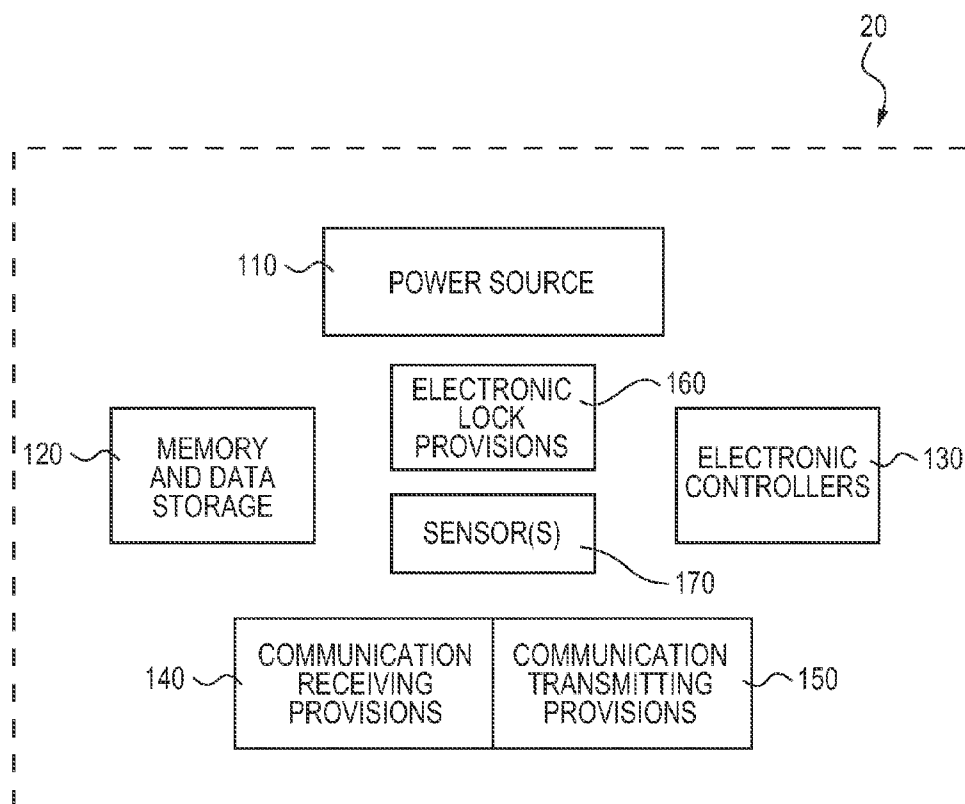 20
110
POWER SOURCE
ELECTRONIC
LOCK
PROVISIONS
160
120
MEMORY
AND DATA
STORAGE
ELECTRONIC
CONTROLLERS
130
SENSOR(S)
170
140
COMMUNICATION
RECEIVING
PROVISIONS
COMMUNICATION
TRANSMITTING
PROVISIONS
150